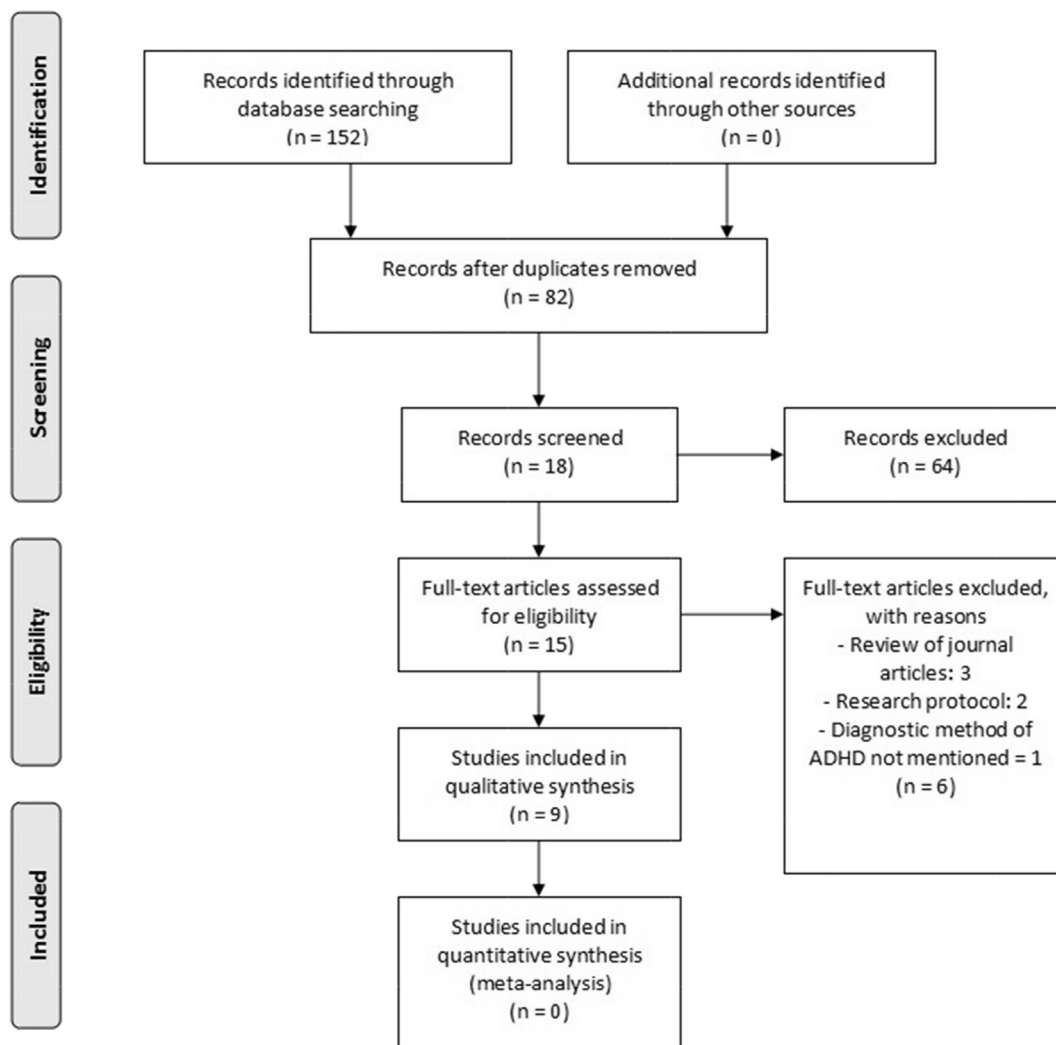 Identification
Records identified through
database searching
(n = 152)
Additional records identified
through other sources
(n = 0)
Records after duplicates removed
(n = 82)
Screening
Records screened
(n = 18)
Records excluded
(n = 64)
Eligibility
Full-text articles assessed
for eligibility
(n = 15)
Full-text articles excluded,
with reasons
- Review of journal
articles: 3
- Research protocol: 2
- Diagnostic method of
ADHD not mentioned = 1
(n = 6)
Studies included in
qualitative synthesis
(n = 9)
Included
Studies included in
quantitative synthesis
(meta-analysis)
(n = 0)